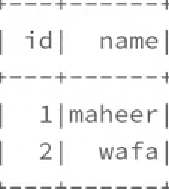 +---+------+
| id|  name|
+---+------+
|  1|maheer|
|  2|  wafa|
+---+------+